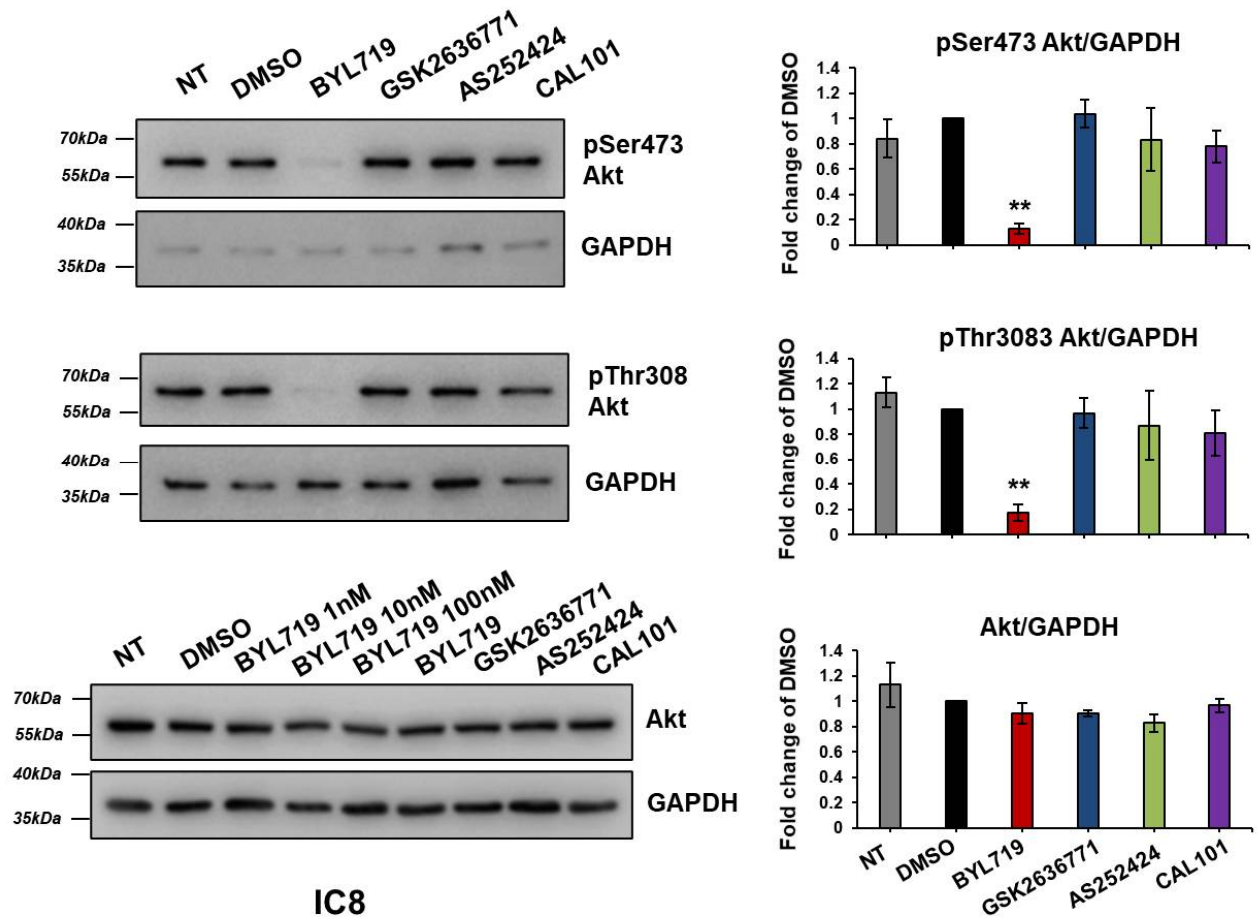 NT DMSO BYL719 GSK2636771 AS252424 CAL101
70kDa
55kDa
pSer473
Akt
40kDa
35kDa
GAPDH
70kDa
55kDa
pThr308
Akt
40kDa
35kDa
GAPDH
NT DMSO BYL719 1nM BYL719 10nM BYL719 100nM BYL719 GSK2636771 AS252424 CAL101
70kDa
55kDa
Akt
40kDa
35kDa
GAPDH
IC8
pSer473 Akt/GAPDH
Fold change of DMSO
1.4
1.2
1
0.8
0.6
0.4
0.2
0
**
pThr3083 Akt/GAPDH
Fold change of DMSO
1.4
1.2
1
0.8
0.6
0.4
0.2
0
**
Akt/GAPDH
Fold change of DMSO
1.4
1.2
1
0.8
0.6
0.4
0.2
0
NT DMSO BYL719 GSK2636771 AS252424 CAL101